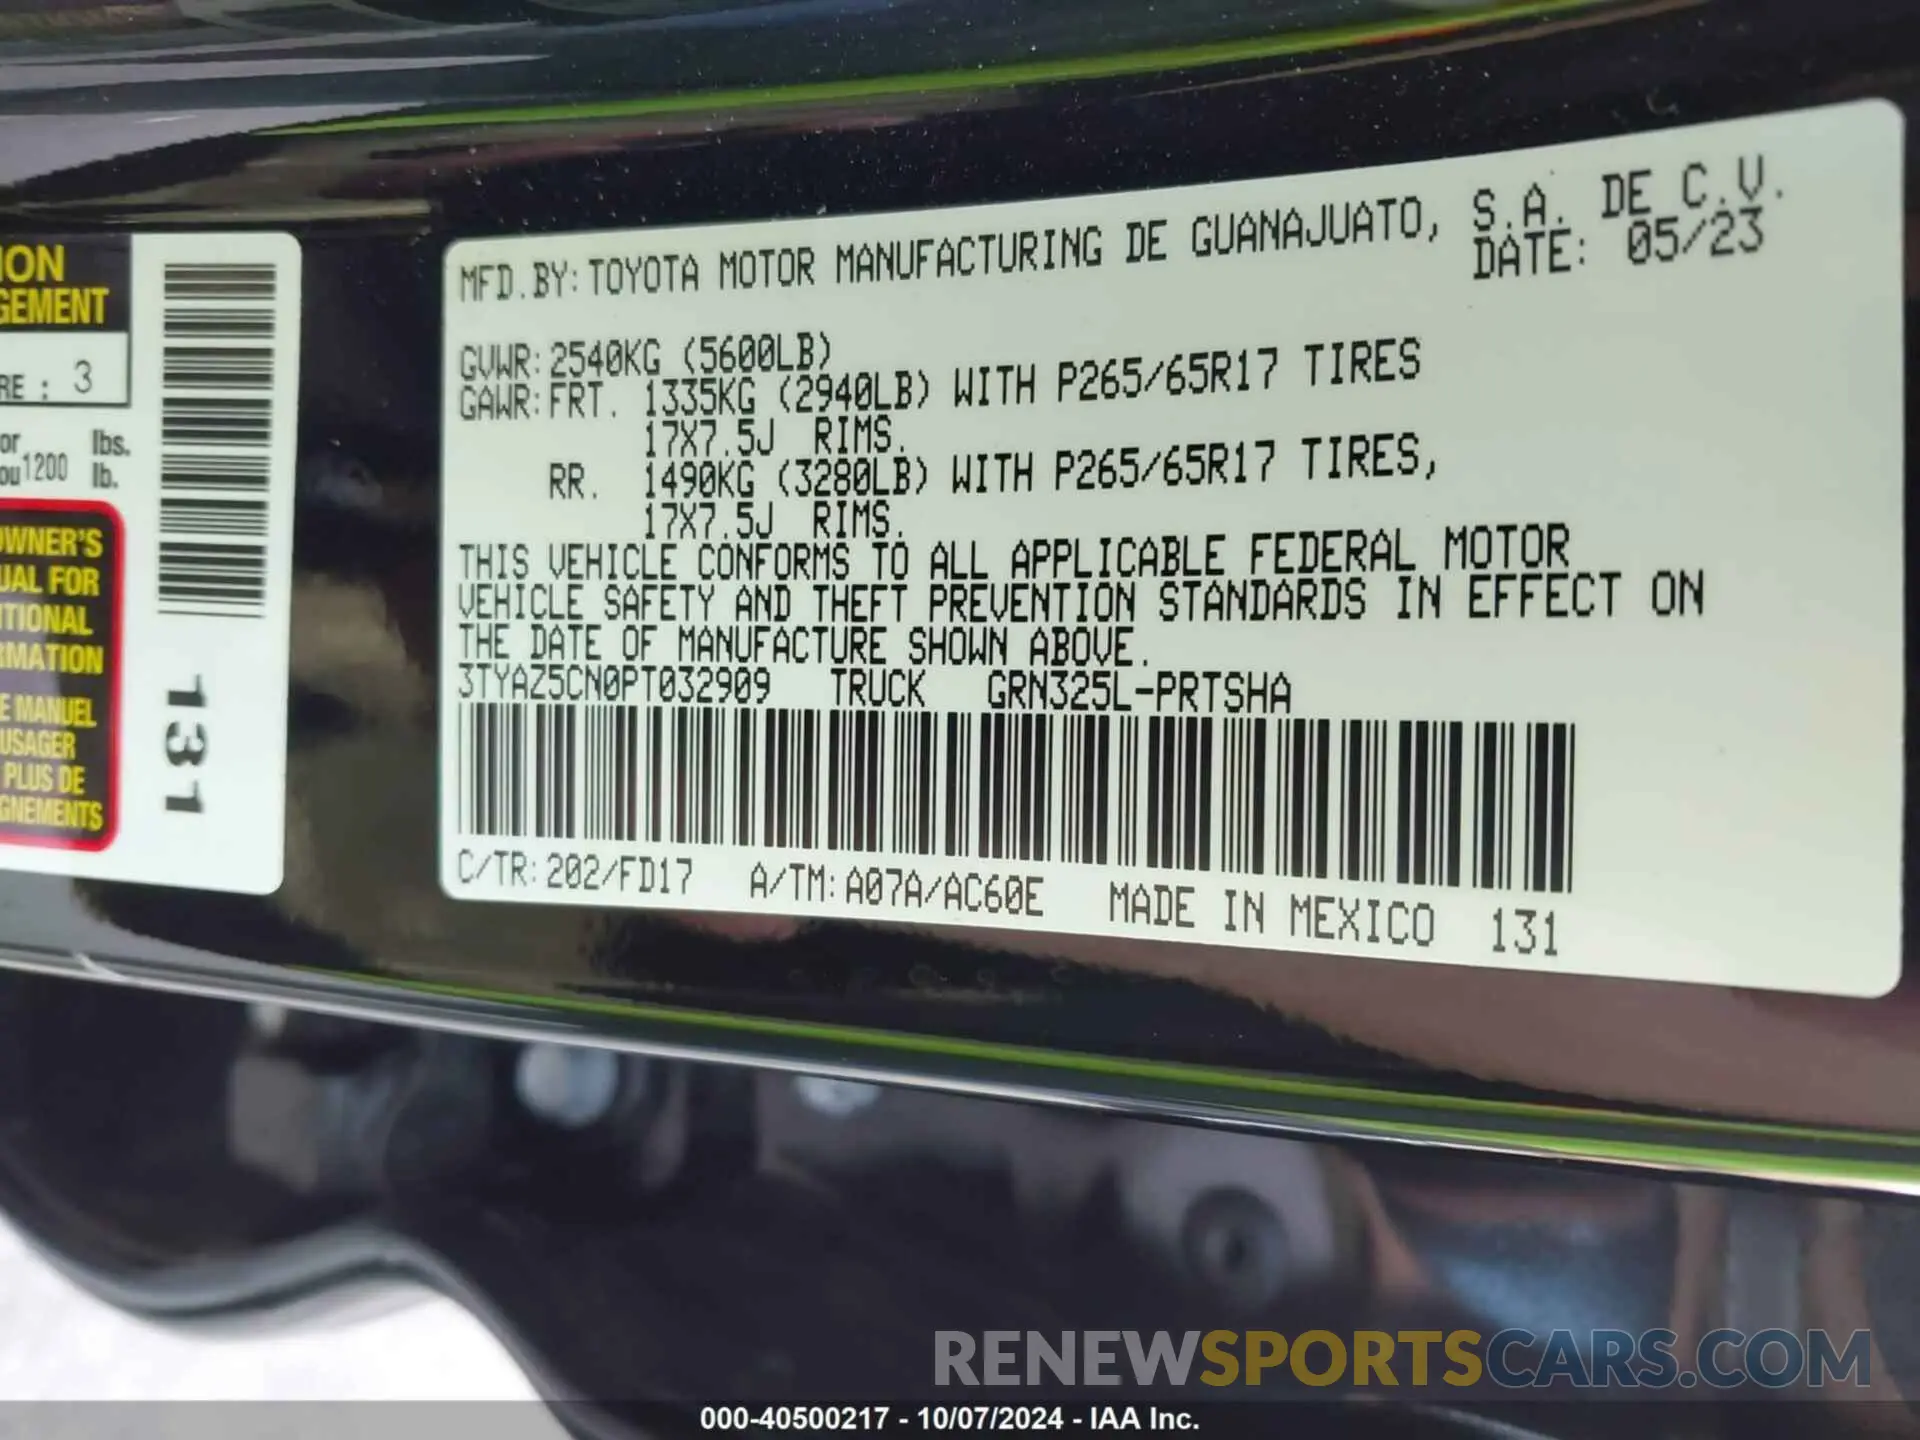 ION
GEMENT
RE : 3
or lbs.
ou 1200 lb.
OWNER'S
UAL FOR
ITIONAL
RMATION
E MANUEL
USAGER
PLUS DE
GNEMENTS
131
MFD.BY:TOYOTA MOTOR MANUFACTURING DE GUANAJUATO, S.A. DE C.V.
DATE: 05/23
GVWR:2540KG (5600LB)
GAWR:FRT. 1335KG (2940LB) WITH P265/65R17 TIRES
17X7.5J RIMS.
RR. 1490KG (3280LB) WITH P265/65R17 TIRES,
17X7.5J RIMS.
THIS VEHICLE CONFORMS TO ALL APPLICABLE FEDERAL MOTOR
VEHICLE SAFETY AND THEFT PREVENTION STANDARDS IN EFFECT ON
THE DATE OF MANUFACTURE SHOWN ABOVE.
3TYAZ5CN0PT032909 TRUCK GRN325L-PRTSHA
C/TR:202/FD17 A/TM:A07A/AC60E MADE IN MEXICO 131
RENEWSPORTSCARS.COM
000-40500217 - 10/07/2024 - IAA Inc.